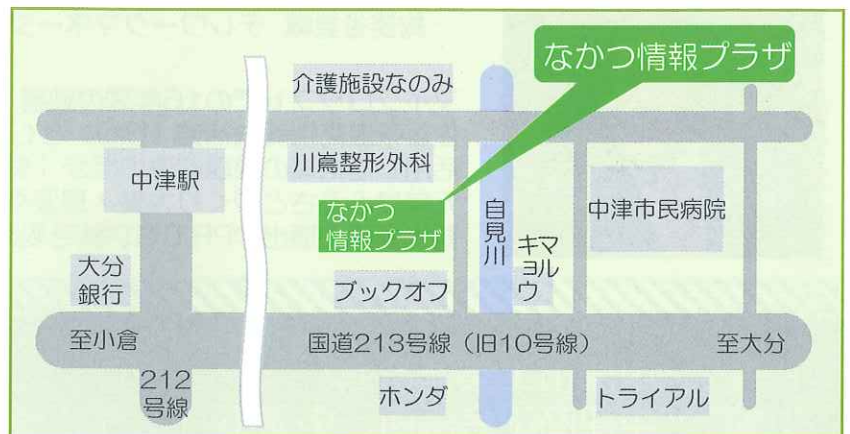 なかつ情報プラザ
介護施設なのみ
川嶌整形外科
中津駅
なかつ
情報プラザ
自見川
中津市民病院
マルキョウ
大分
銀行
ブックオフ
至小倉
国道213号線（旧10号線）
至大分
212
号線
ホンダ
トライアル